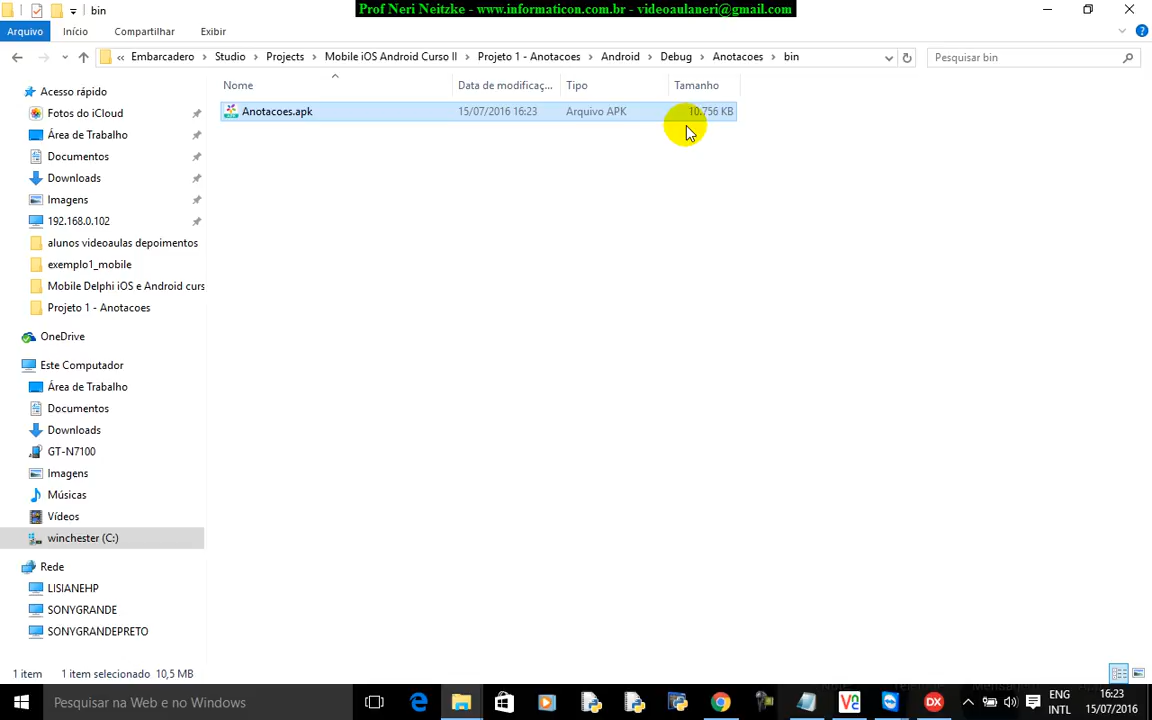 bin
Prof Neri Neitzke - www.informaticon.com.br - videoaulaneri@gmail.com
Arquivo Início Compartilhar Exibir
« Embarcadero › Studio › Projects › Mobile iOS Android Curso II › Projeto 1 - Anotacoes › Android › Debug › Anotacoes › bin
Pesquisar bin
Nome Data de modificaç... Tipo Tamanho
Anotacoes.apk 15/07/2016 16:23 Arquivo APK 10.756 KB
Acesso rápido
Fotos do iCloud
Área de Trabalho
Documentos
Downloads
Imagens
192.168.0.102
alunos videoaulas depoimentos
exemplo1_mobile
Mobile Delphi iOS e Android curs
Projeto 1 - Anotacoes
OneDrive
Este Computador
Área de Trabalho
Documentos
Downloads
GT-N7100
Imagens
Músicas
Vídeos
winchester (C:)
Rede
LISIANEHP
SONYGRANDE
SONYGRANDEPRETO
1 item 1 item selecionado 10,5 MB
Pesquisar na Web e no Windows
DX
ENG
INTL
16:23
15/07/2016